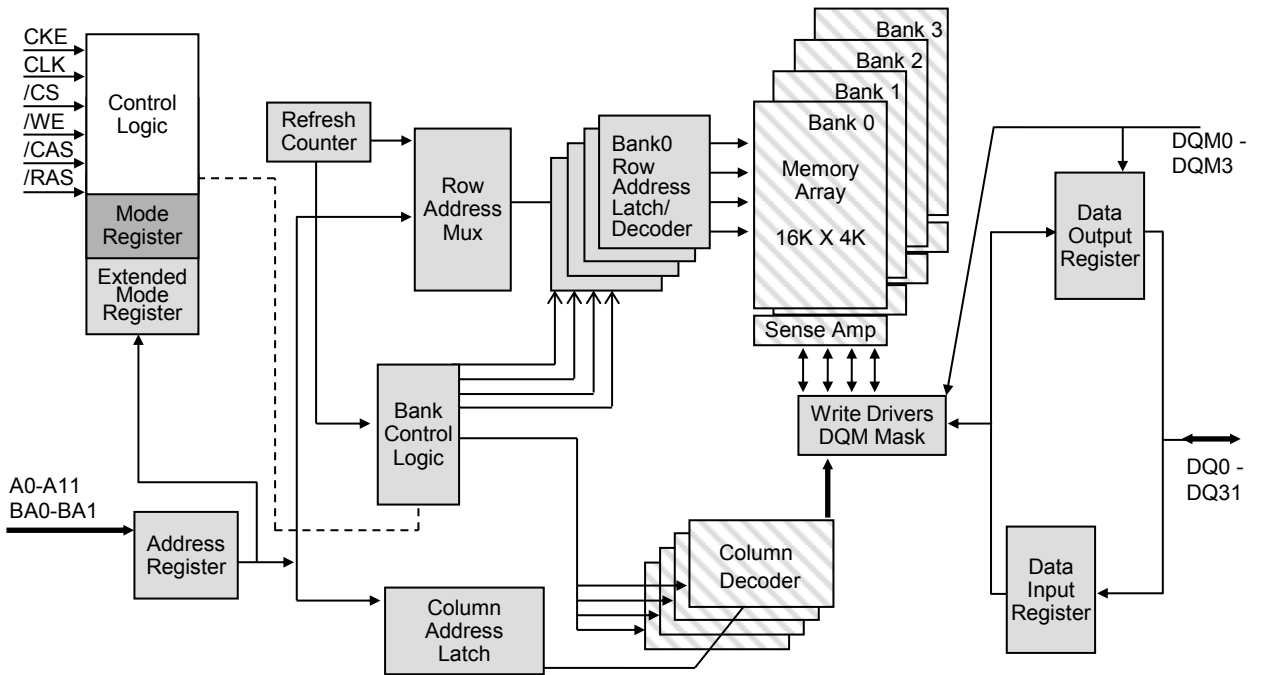 CKE
CLK
/CS
/WE
/CAS
/RAS
Control
Logic
Mode
Register
Extended
Mode
Register
Refresh
Counter
Row
Address
Mux
Bank0
Row
Address
Latch/
Decoder
Bank 3
Bank 2
Bank 1
Bank 0
Memory
Array
16K X 4K
Sense Amp
DQM0 -
DQM3
Data
Output
Register
Bank
Control
Logic
Write Drivers
DQM Mask
DQ0 -
DQ31
A0-A11
BA0-BA1
Address
Register
Column
Decoder
Data
Input
Register
Column
Address
Latch